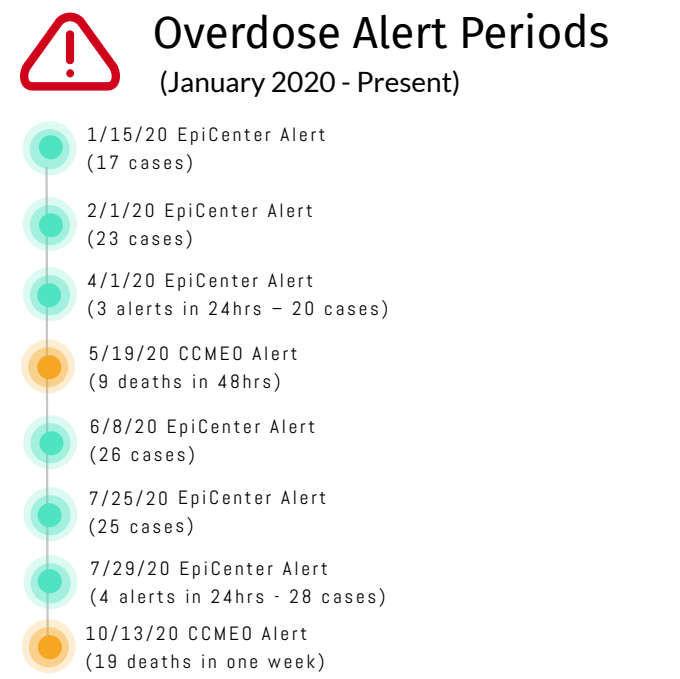 Overdose Alert Periods
(January 2020 - Present)
1/15/20 EpiCenter Alert
(17 cases)
2/1/20 EpiCenter Alert
(23 cases)
4/1/20 EpiCenter Alert
(3 alerts in 24hrs – 20 cases)
5/19/20 CCMEO Alert
(9 deaths in 48hrs)
6/8/20 EpiCenter Alert
(26 cases)
7/25/20 EpiCenter Alert
(25 cases)
7/29/20 EpiCenter Alert
(4 alerts in 24hrs - 28 cases)
10/13/20 CCMEO Alert
(19 deaths in one week)